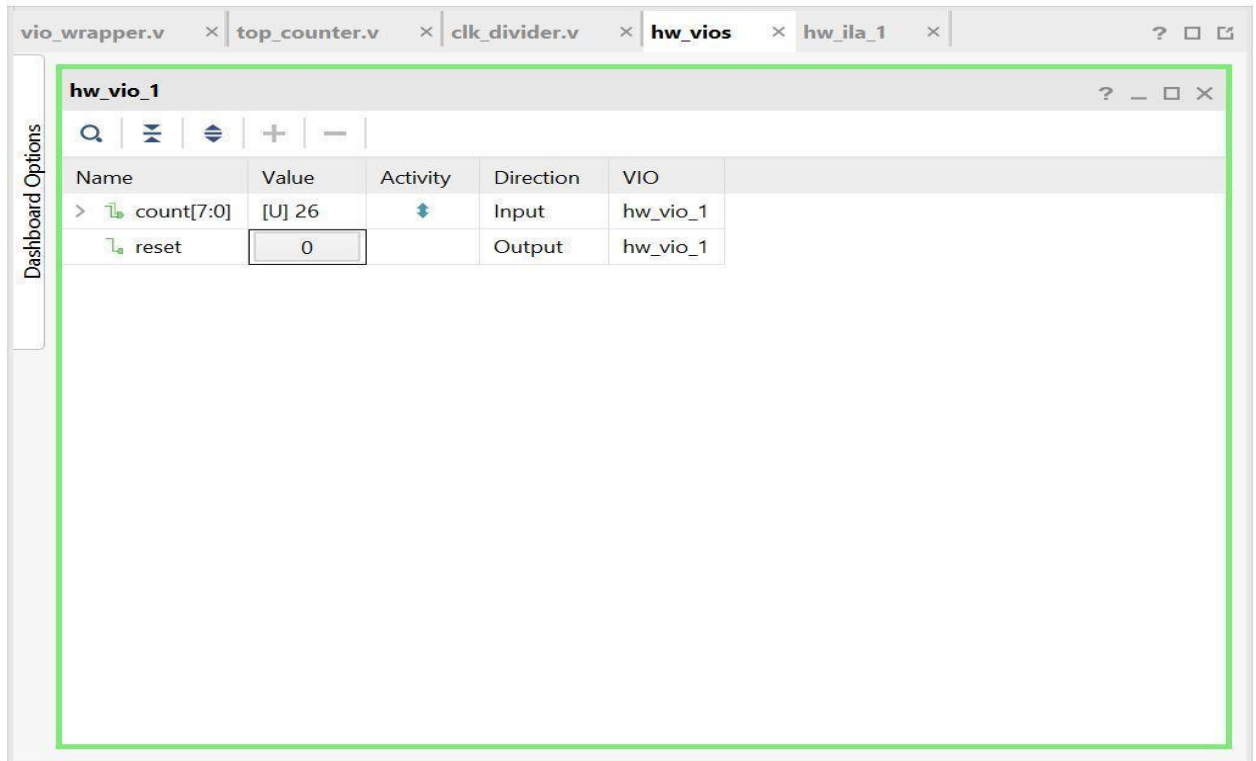 vio_wrapper.v × top_counter.v × clk_divider.v × hw_vios × hw_ila_1 × ?
Dashboard Options
hw_vio_1 ?
Name Value Activity Direction VIO
> count[7:0] [U] 26 Input hw_vio_1
reset 0 Output hw_vio_1